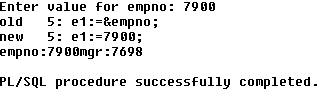 Enter value for empno: 7900
old   5: e1:=&empno;
new   5: e1:=7900;
empno:7900mgr:7698
PL/SQL procedure successfully completed.